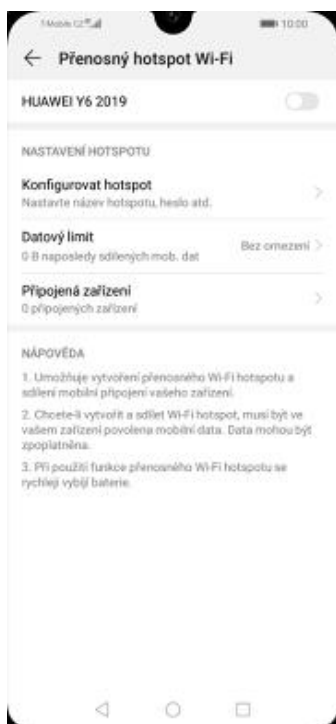 T-Mobile CZ
10:00
Přenosný hotspot Wi-Fi
HUAWEI Y6 2019
NASTAVENÍ HOTSPOTU
Konfigurovat hotspot
Nastavte název hotspotu, heslo atd.
Datový limit
Bez omezení
0 B naposledy sdílených mob. dat
Připojená zařízení
0 připojených zařízení
NÁPOVĚDA
1. Umožňuje vytvoření přenosného Wi-Fi hotspotu a
sdílení mobilní připojení vašeho zařízení.
2. Chcete-li vytvořit a sdílet Wi-Fi hotspot, musí být ve
vašem zařízení povolena mobilní data. Data mohou být
zpoplatněna.
3. Při použití funkce přenosného Wi-Fi hotspotu se
rychleji vybíjí baterie.